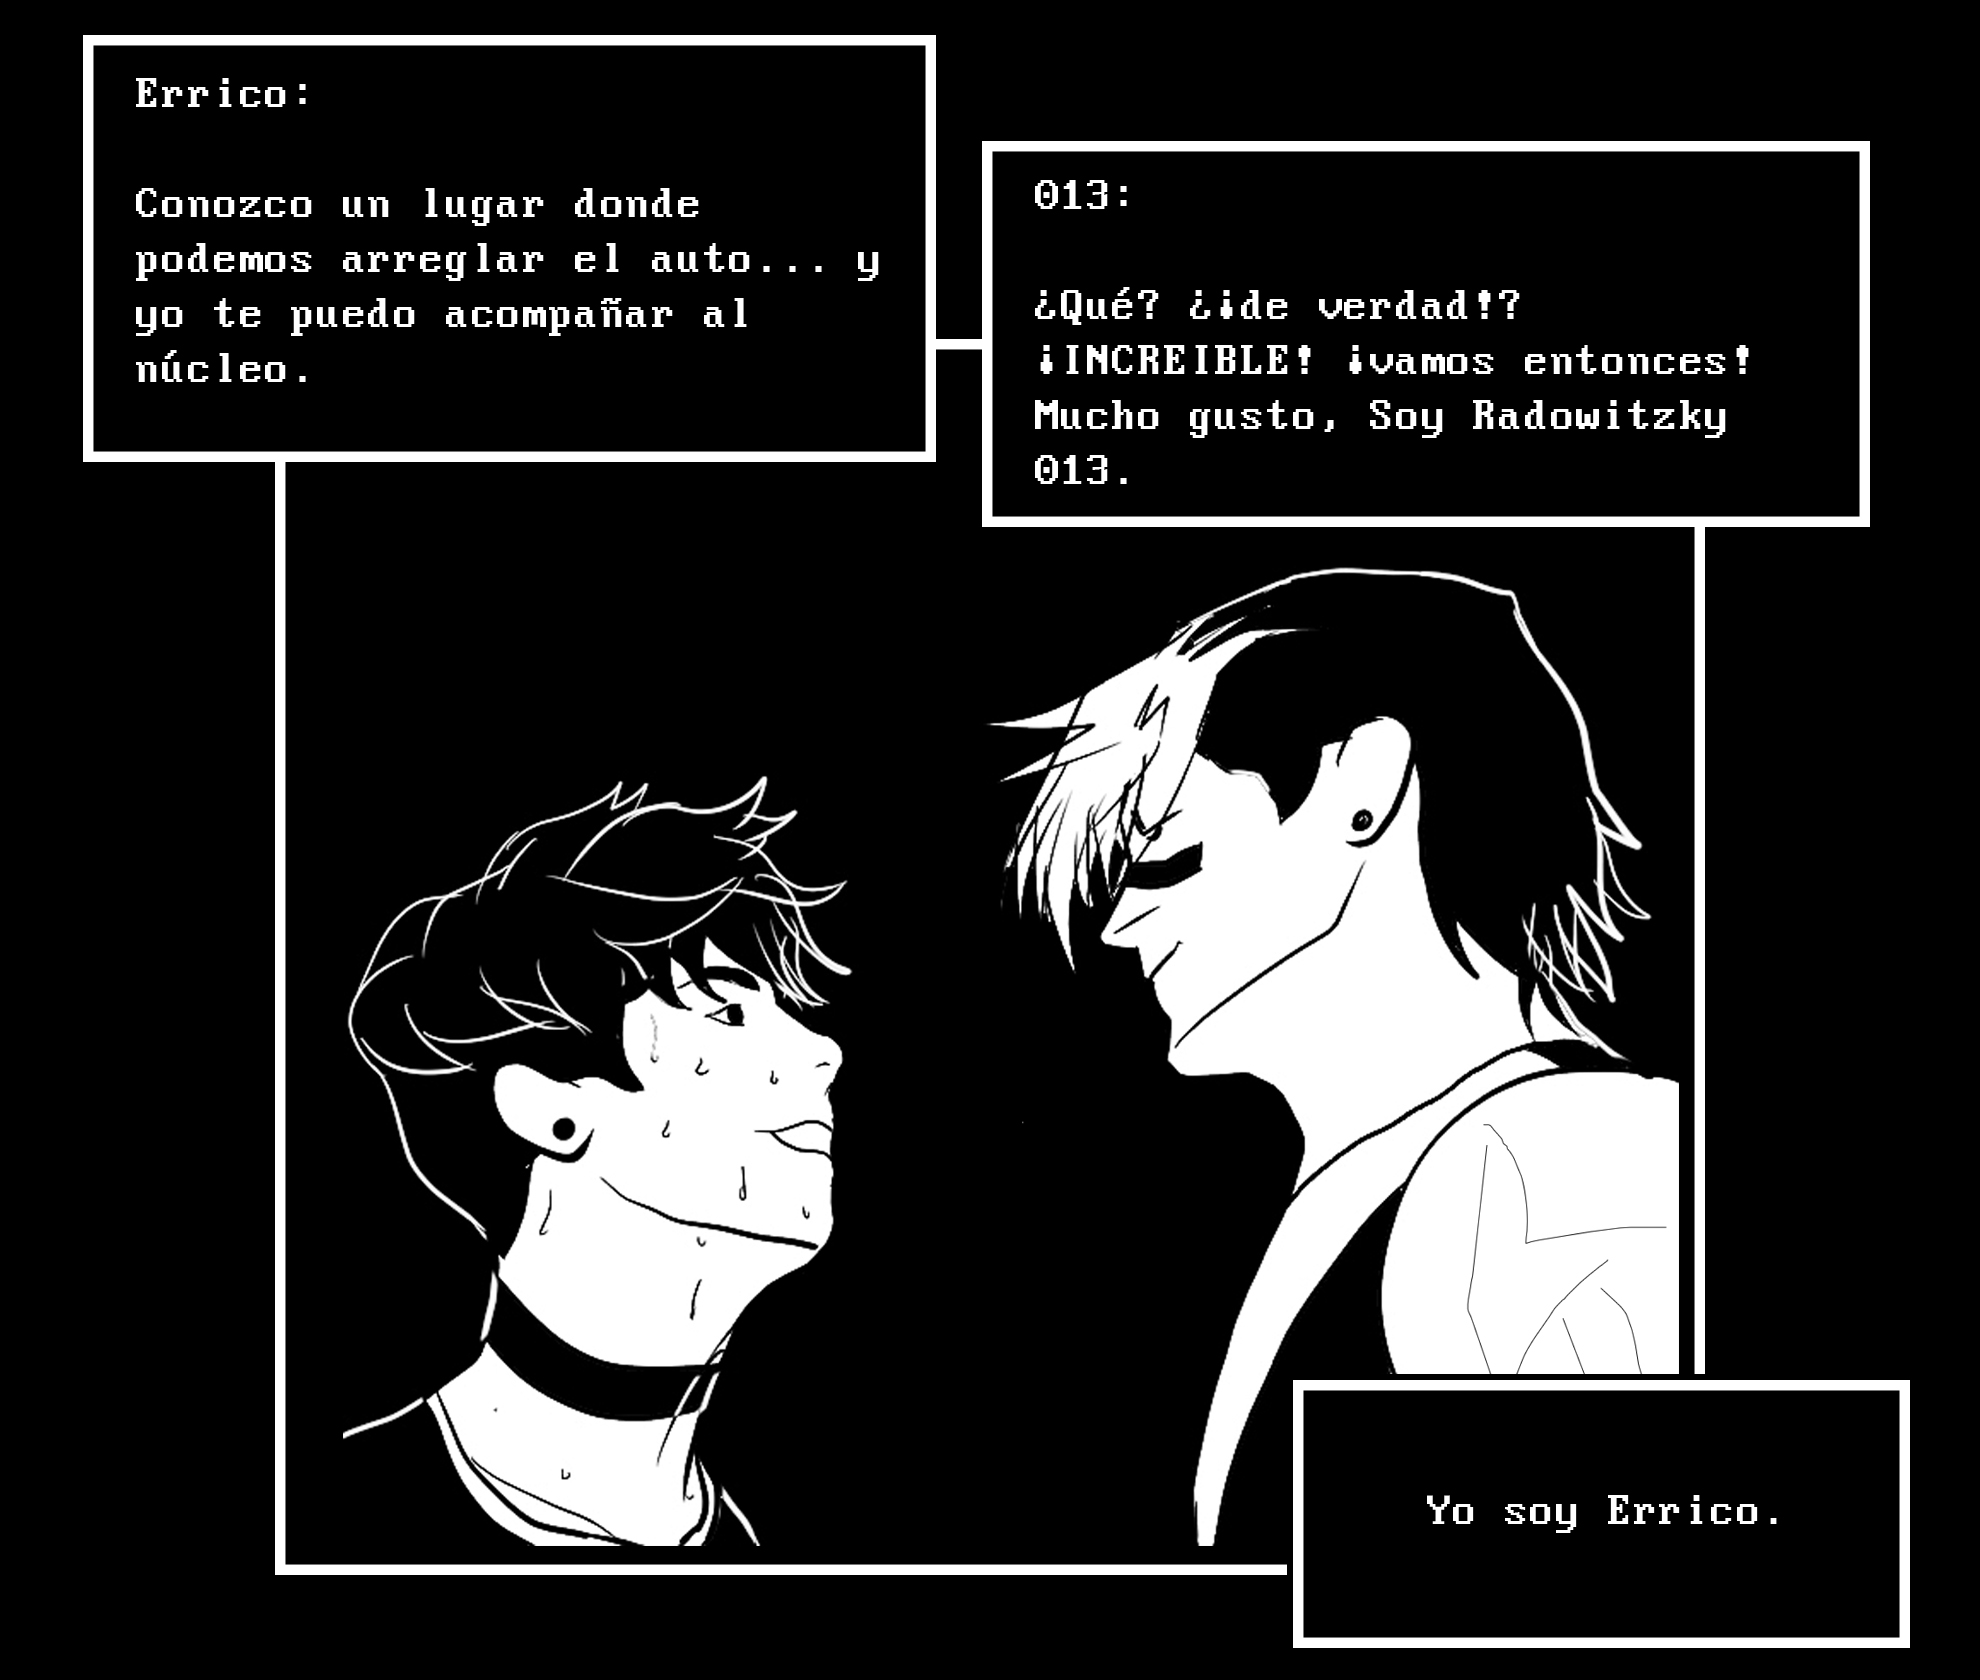 Errico:
Conozco un lugar donde
podemos arreglar el auto... y
yo te puedo acompañar al
núcleo.
013:
¿Qué? ¿¡de verdad!?
¡INCREIBLE! ¡vamos entonces!
Mucho gusto, Soy Radowitzky
013.
Yo soy Errico.